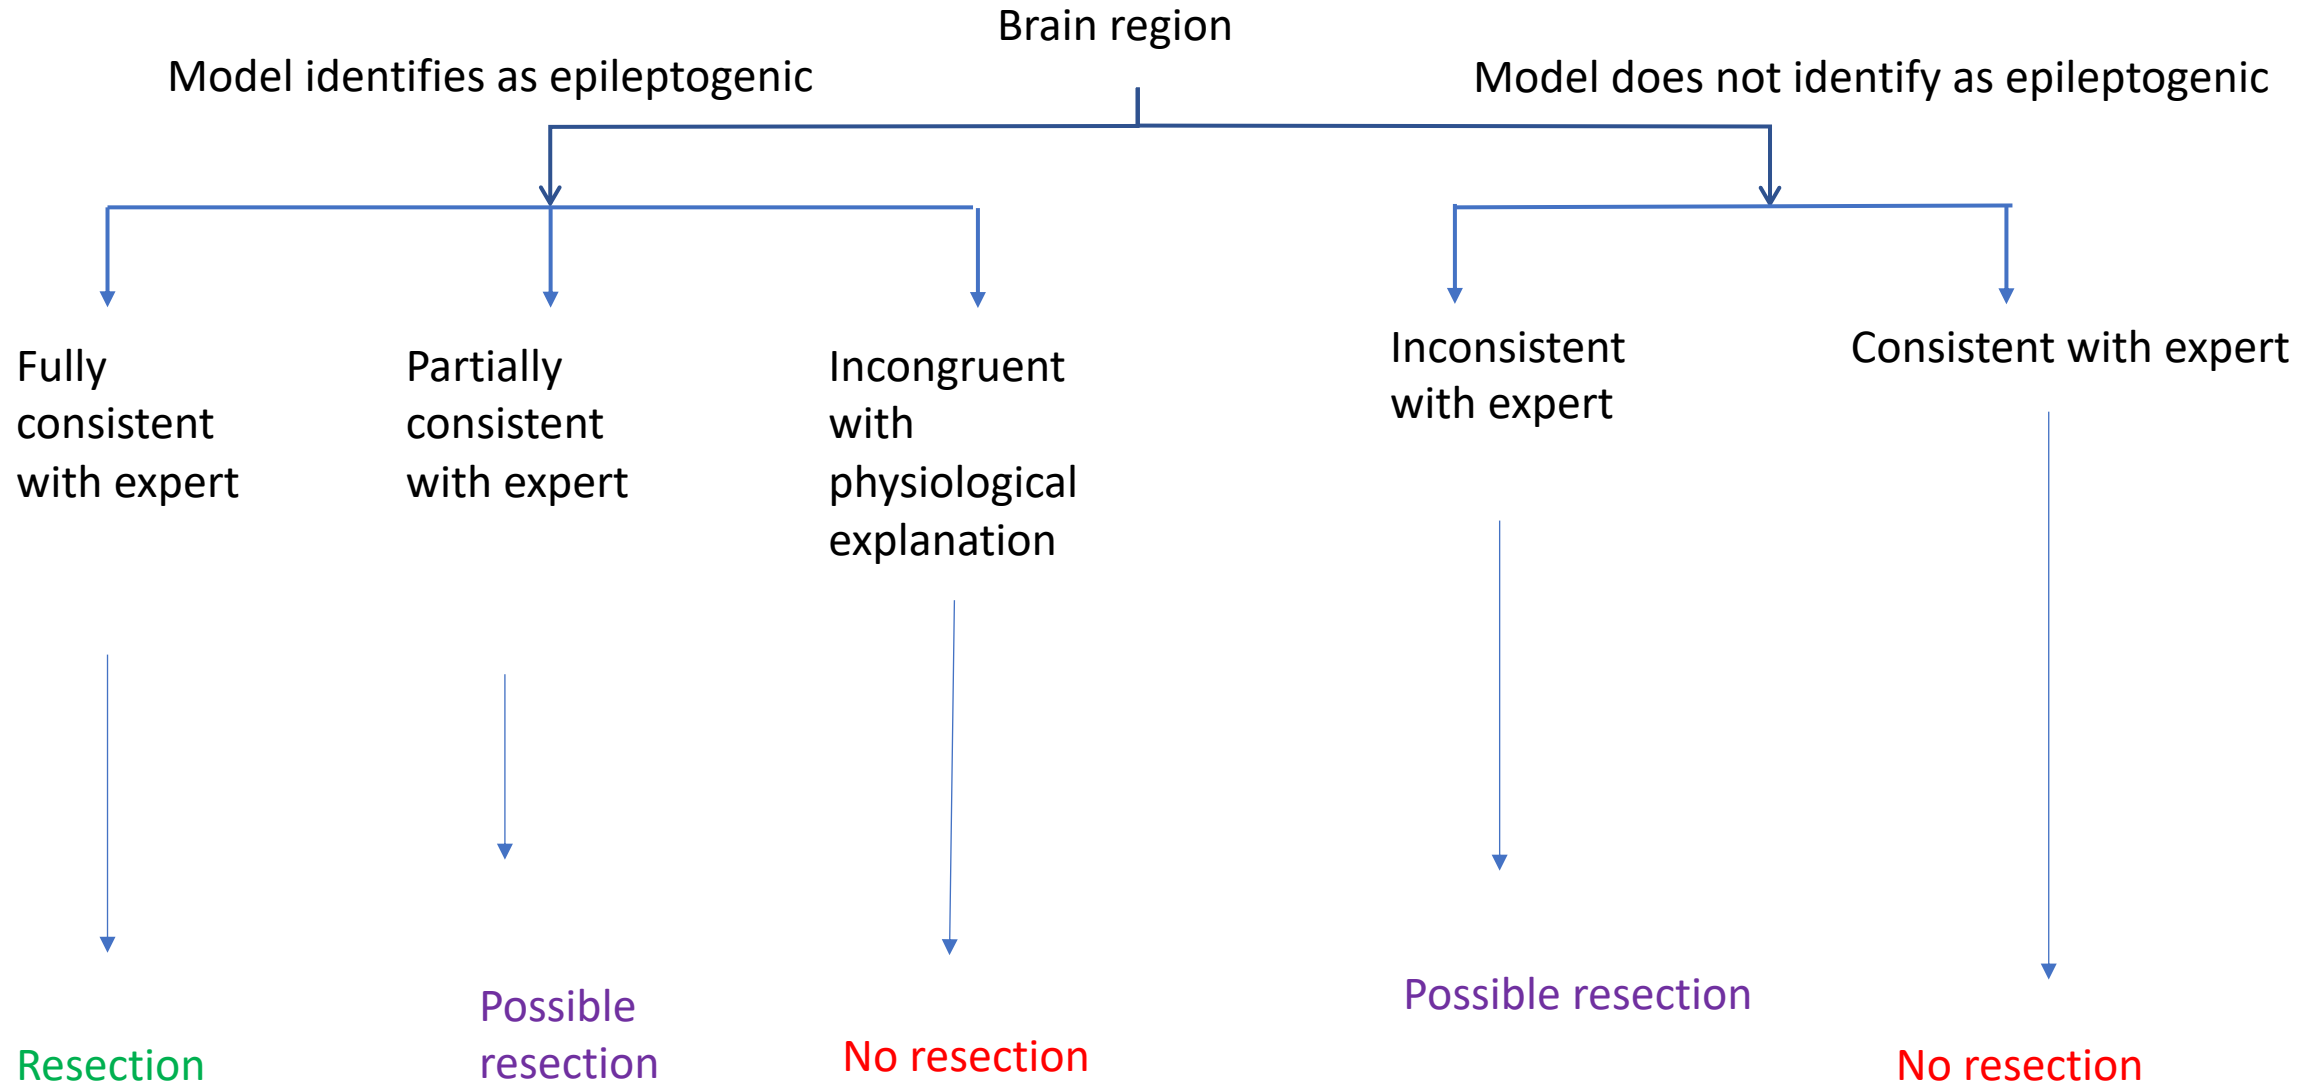 Brain region
Model identifies as epileptogenic
Model does not identify as epileptogenic
Fully
consistent
with expert
Partially
consistent
with expert
Incongruent
with
physiological
explanation
Inconsistent
with expert
Consistent with expert
Resection
Possible
resection
No resection
Possible resection
No resection